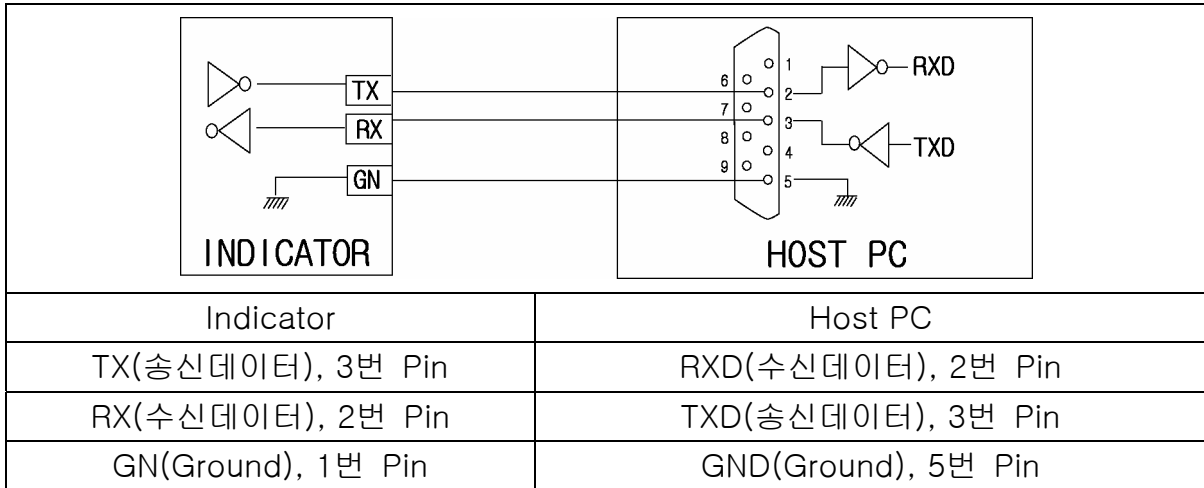 TX
RX
GN
INDICATOR
1
6
2
7
3
8
4
9
5
RXD
TXD
HOST PC
Indicator
Host PC
TX(송신데이터), 3번 Pin
RXD(수신데이터), 2번 Pin
RX(수신데이터), 2번 Pin
TXD(송신데이터), 3번 Pin
GN(Ground), 1번 Pin
GND(Ground), 5번 Pin